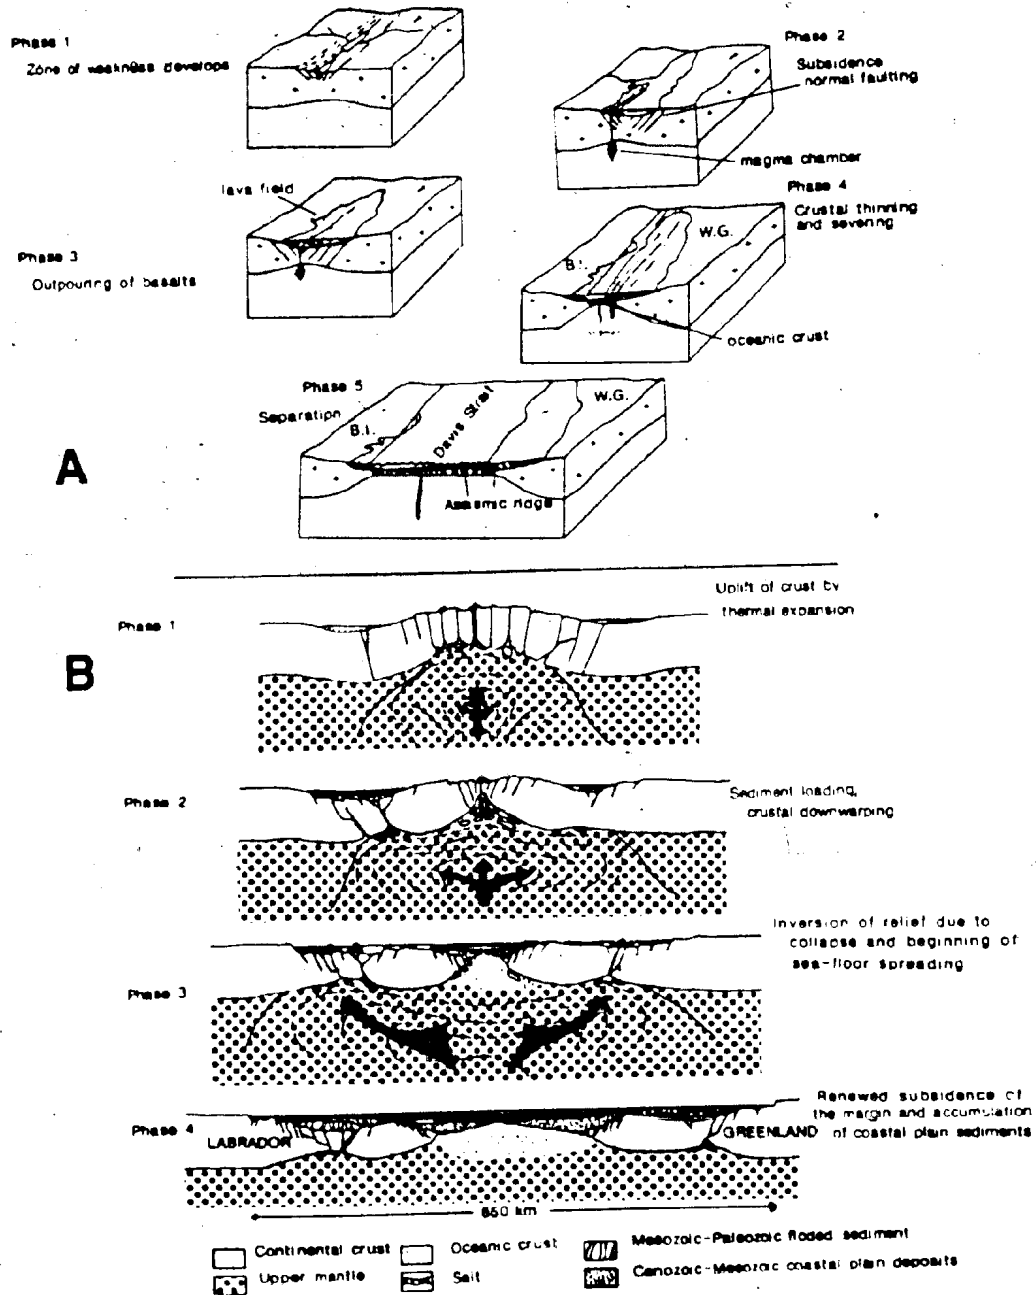 Phase 1
Zone of weakness develops
Phase 2
Subsidence
normal faulting
magma chamber
lava field
Phase 3
Outpouring of basalts
Phase 4
Crustal thinning
and severing
W.G.
B.I.
oceanic crust
Phase 5
Separation
B.I.
Davis Strait
W.G.
Aseismic ridge
A
Uplift of crust by
thermal expansion
Phase 1
B
Phase 2
Sediment loading,
crustal downwarping
Inversion of relief due to
collapse and beginning of
sea-floor spreading
Phase 3
Renewed subsidence of
the margin and accumulation
of coastal plain sediments
Phase 4
LABRADOR
GREENLAND
650 km
Continental crust
Oceanic crust
Mesozoic-Paleozoic floded sediment
Upper mantle
Salt
Cenozoic-Mesozoic coastal plain deposits